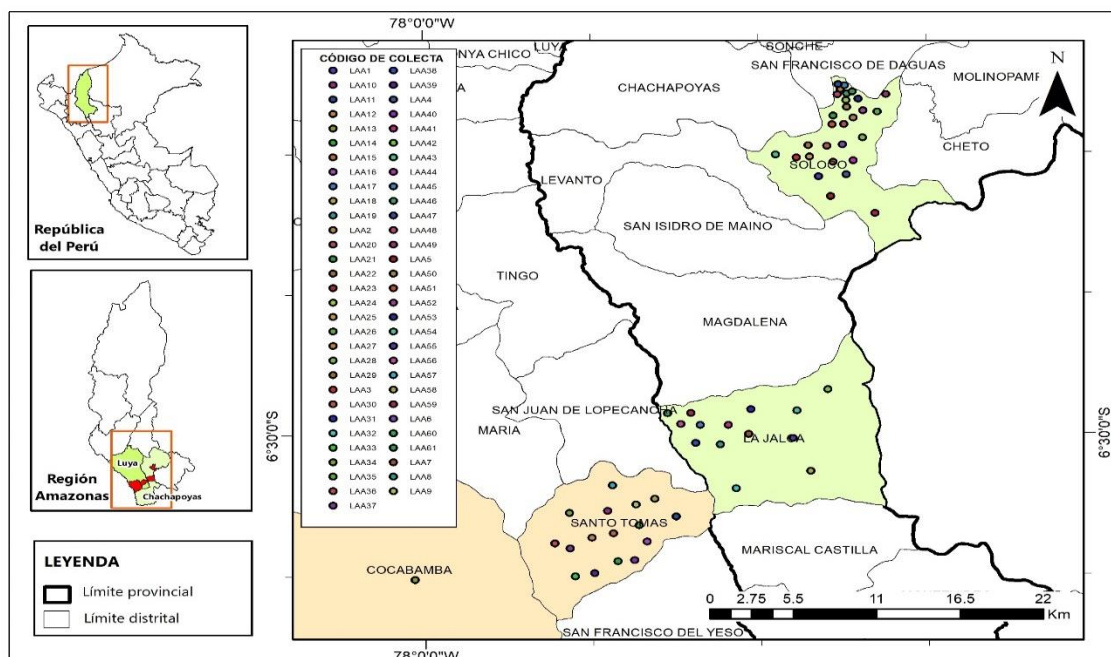 78°0'0"W
República
del Perú
Luya
Chachapoyas
Región
Amazonas
LEYENDA
Límite provincial
Límite distrital
CÓDIGO DE COLECTA
LAA1
LAA10
LAA11
LAA12
LAA13
LAA14
LAA15
LAA16
LAA17
LAA18
LAA19
LAA2
LAA20
LAA21
LAA22
LAA23
LAA24
LAA25
LAA26
LAA27
LAA28
LAA29
LAA3
LAA30
LAA31
LAA32
LAA33
LAA34
LAA35
LAA36
LAA37
LAA38
LAA39
LAA4
LAA40
LAA41
LAA42
LAA43
LAA44
LAA45
LAA46
LAA47
LAA48
LAA49
LAA5
LAA50
LAA51
LAA52
LAA53
LAA54
LAA55
LAA56
LAA57
LAA58
LAA59
LAA6
LAA60
LAA61
LAA7
LAA8
LAA9
NYA CHICO
LUY
SONCHE
SAN FRANCISCO DE DAGUAS
N
CHACHAPOYAS
MOLINOPAMP
CHETO
SOLOCO
LEVANTO
SAN ISIDRO DE MAINO
TINGO
MAGDALENA
SAN JUAN DE LOPECANCHA
MARIA
LA JALCA
6°30'0"S
6°30'0"S
SANTO TOMAS
COCABAMBA
MARISCAL CASTILLA
SAN FRANCISCO DEL YESO
0 2.75 5.5 11 16.5 22
Km
78°0'0"W